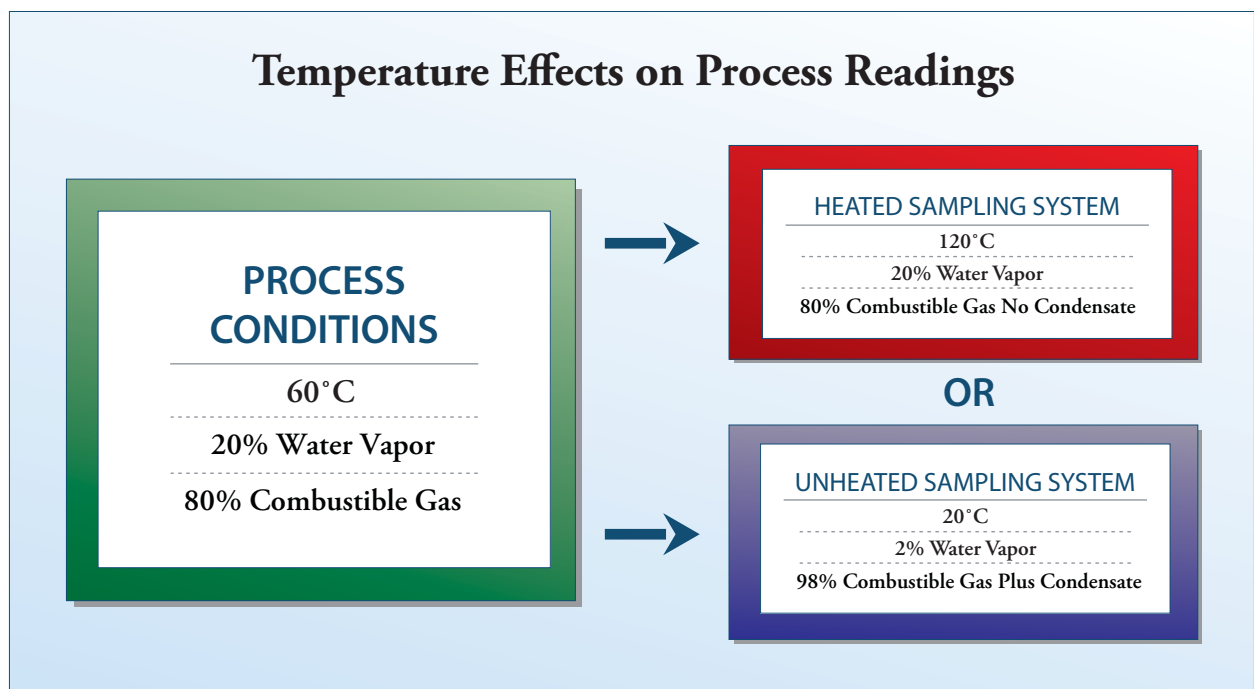 Temperature Effects on Process Readings
PROCESS
CONDITIONS
60˚C
20% Water Vapor
80% Combustible Gas
HEATED SAMPLING SYSTEM
120˚C
20% Water Vapor
80% Combustible Gas No Condensate
OR
UNHEATED SAMPLING SYSTEM
20˚C
2% Water Vapor
98% Combustible Gas Plus Condensate